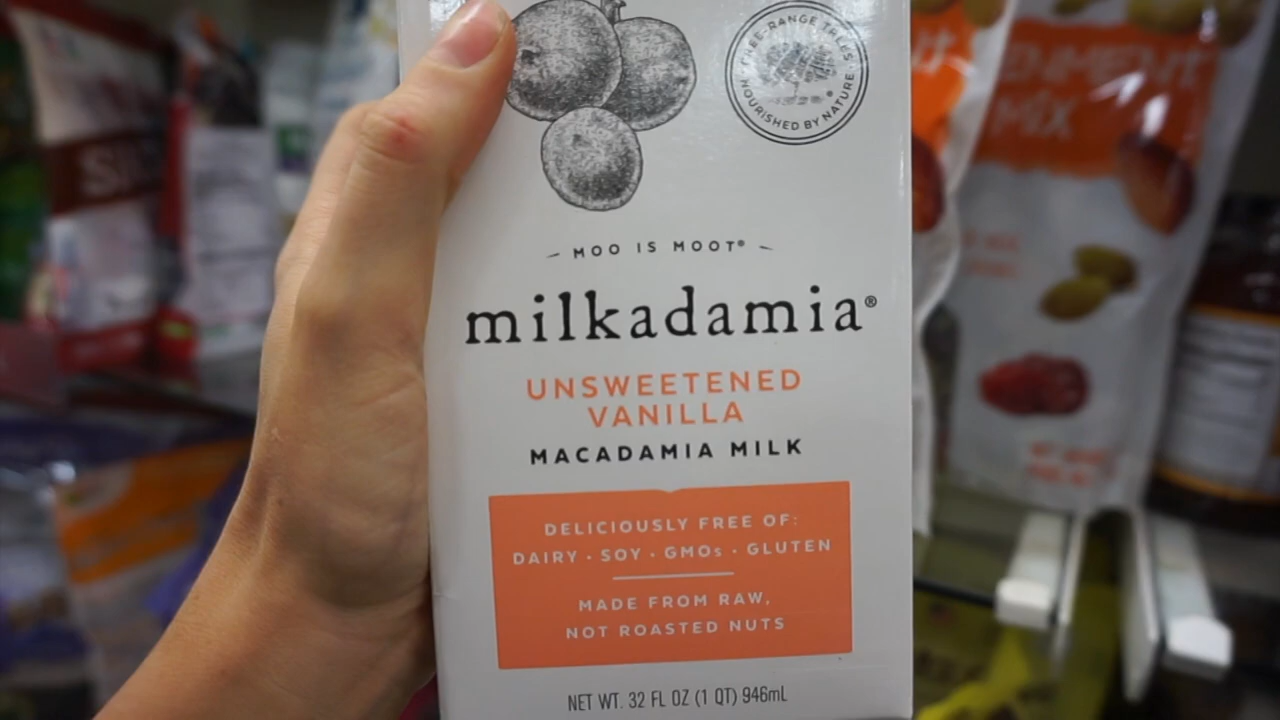 FREE-RANGE TREES
NOURISHED BY NATURE
MOO IS MOOT®
milkadamia®
UNSWEETENED
VANILLA
MACADAMIA MILK
DELICIOUSLY FREE OF:
DAIRY · SOY · GMOs · GLUTEN
MADE FROM RAW,
NOT ROASTED NUTS
NET WT. 32 FL OZ (1 QT) 946mL
MIX